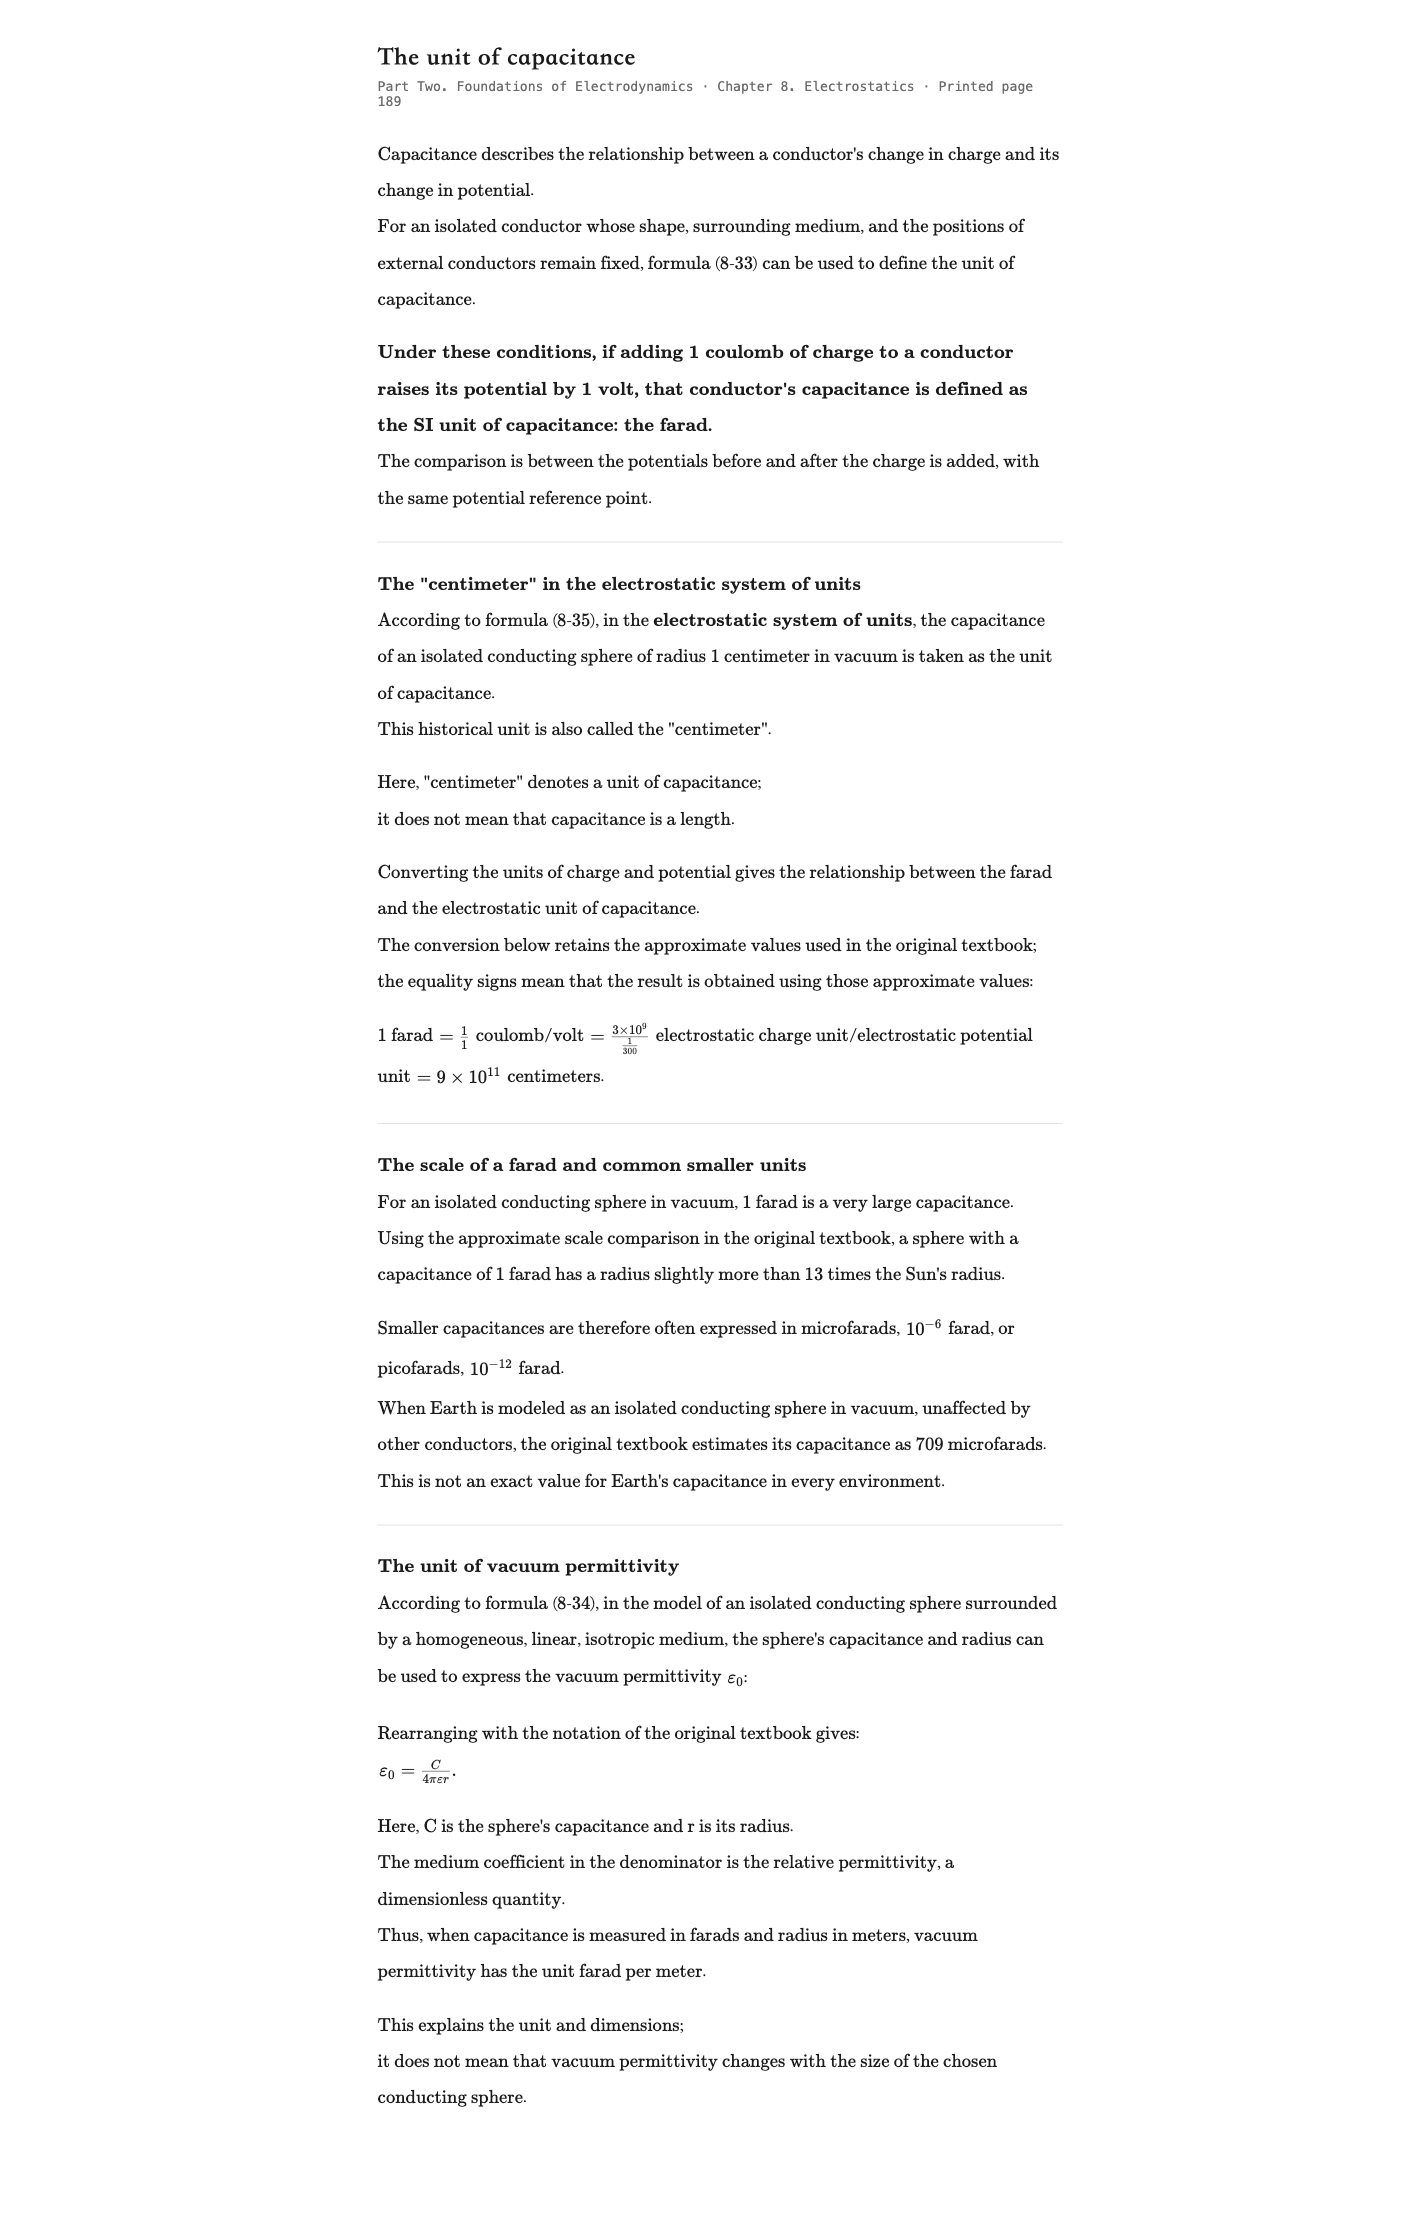 The unit of capacitance
Part Two. Foundations of Electrodynamics · Chapter 8. Electrostatics · Printed page
189
Capacitance describes the relationship between a conductor's change in charge and its
change in potential.
For an isolated conductor whose shape, surrounding medium, and the positions of
external conductors remain fixed, formula (8-33) can be used to define the unit of
capacitance.
Under these conditions, if adding 1 coulomb of charge to a conductor
raises its potential by 1 volt, that conductor's capacitance is defined as
the SI unit of capacitance: the farad.
The comparison is between the potentials before and after the charge is added, with
the same potential reference point.
The "centimeter" in the electrostatic system of units
According to formula (8-35), in the electrostatic system of units, the capacitance
of an isolated conducting sphere of radius 1 centimeter in vacuum is taken as the unit
of capacitance.
This historical unit is also called the "centimeter".
Here, "centimeter" denotes a unit of capacitance;
it does not mean that capacitance is a length.
Converting the units of charge and potential gives the relationship between the farad
and the electrostatic unit of capacitance.
The conversion below retains the approximate values used in the original textbook;
the equality signs mean that the result is obtained using those approximate values:
1 farad = \frac{1}{1} coulomb/volt = \frac{3×10^9}{\frac{1}{300}} electrostatic charge unit/electrostatic potential
unit = 9 × 10^{11} centimeters.
The scale of a farad and common smaller units
For an isolated conducting sphere in vacuum, 1 farad is a very large capacitance.
Using the approximate scale comparison in the original textbook, a sphere with a
capacitance of 1 farad has a radius slightly more than 13 times the Sun's radius.
Smaller capacitances are therefore often expressed in microfarads, 10^{−6} farad, or
picofarads, 10^{−12} farad.
When Earth is modeled as an isolated conducting sphere in vacuum, unaffected by
other conductors, the original textbook estimates its capacitance as 709 microfarads.
This is not an exact value for Earth's capacitance in every environment.
The unit of vacuum permittivity
According to formula (8-34), in the model of an isolated conducting sphere surrounded
by a homogeneous, linear, isotropic medium, the sphere's capacitance and radius can
be used to express the vacuum permittivity ε_0:
Rearranging with the notation of the original textbook gives:
ε_0 = \frac{C}{4πεr}.
Here, C is the sphere's capacitance and r is its radius.
The medium coefficient in the denominator is the relative permittivity, a
dimensionless quantity.
Thus, when capacitance is measured in farads and radius in meters, vacuum
permittivity has the unit farad per meter.
This explains the unit and dimensions;
it does not mean that vacuum permittivity changes with the size of the chosen
conducting sphere.